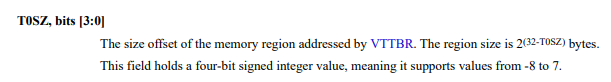 T0SZ, bits [3:0]
The size offset of the memory region addressed by VTTBR. The region size is 2(32-T0SZ) bytes.
This field holds a four-bit signed integer value, meaning it supports values from -8 to 7.